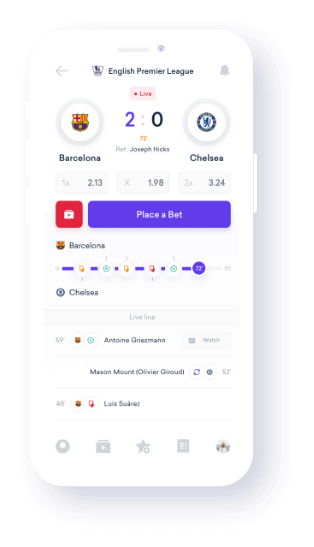 English Premier League
• Live
2 : 0
72'
Ref: Joseph Hicks
Barcelona
Chelsea
1x 2.13
X 1.98
2x 3.24
Place a Bet
Barcelona
72'
Chelsea
Live line
59' Antoine Griezmann Watch
Mason Mount (Olivier Giroud) 52'
48' Luis Suárez